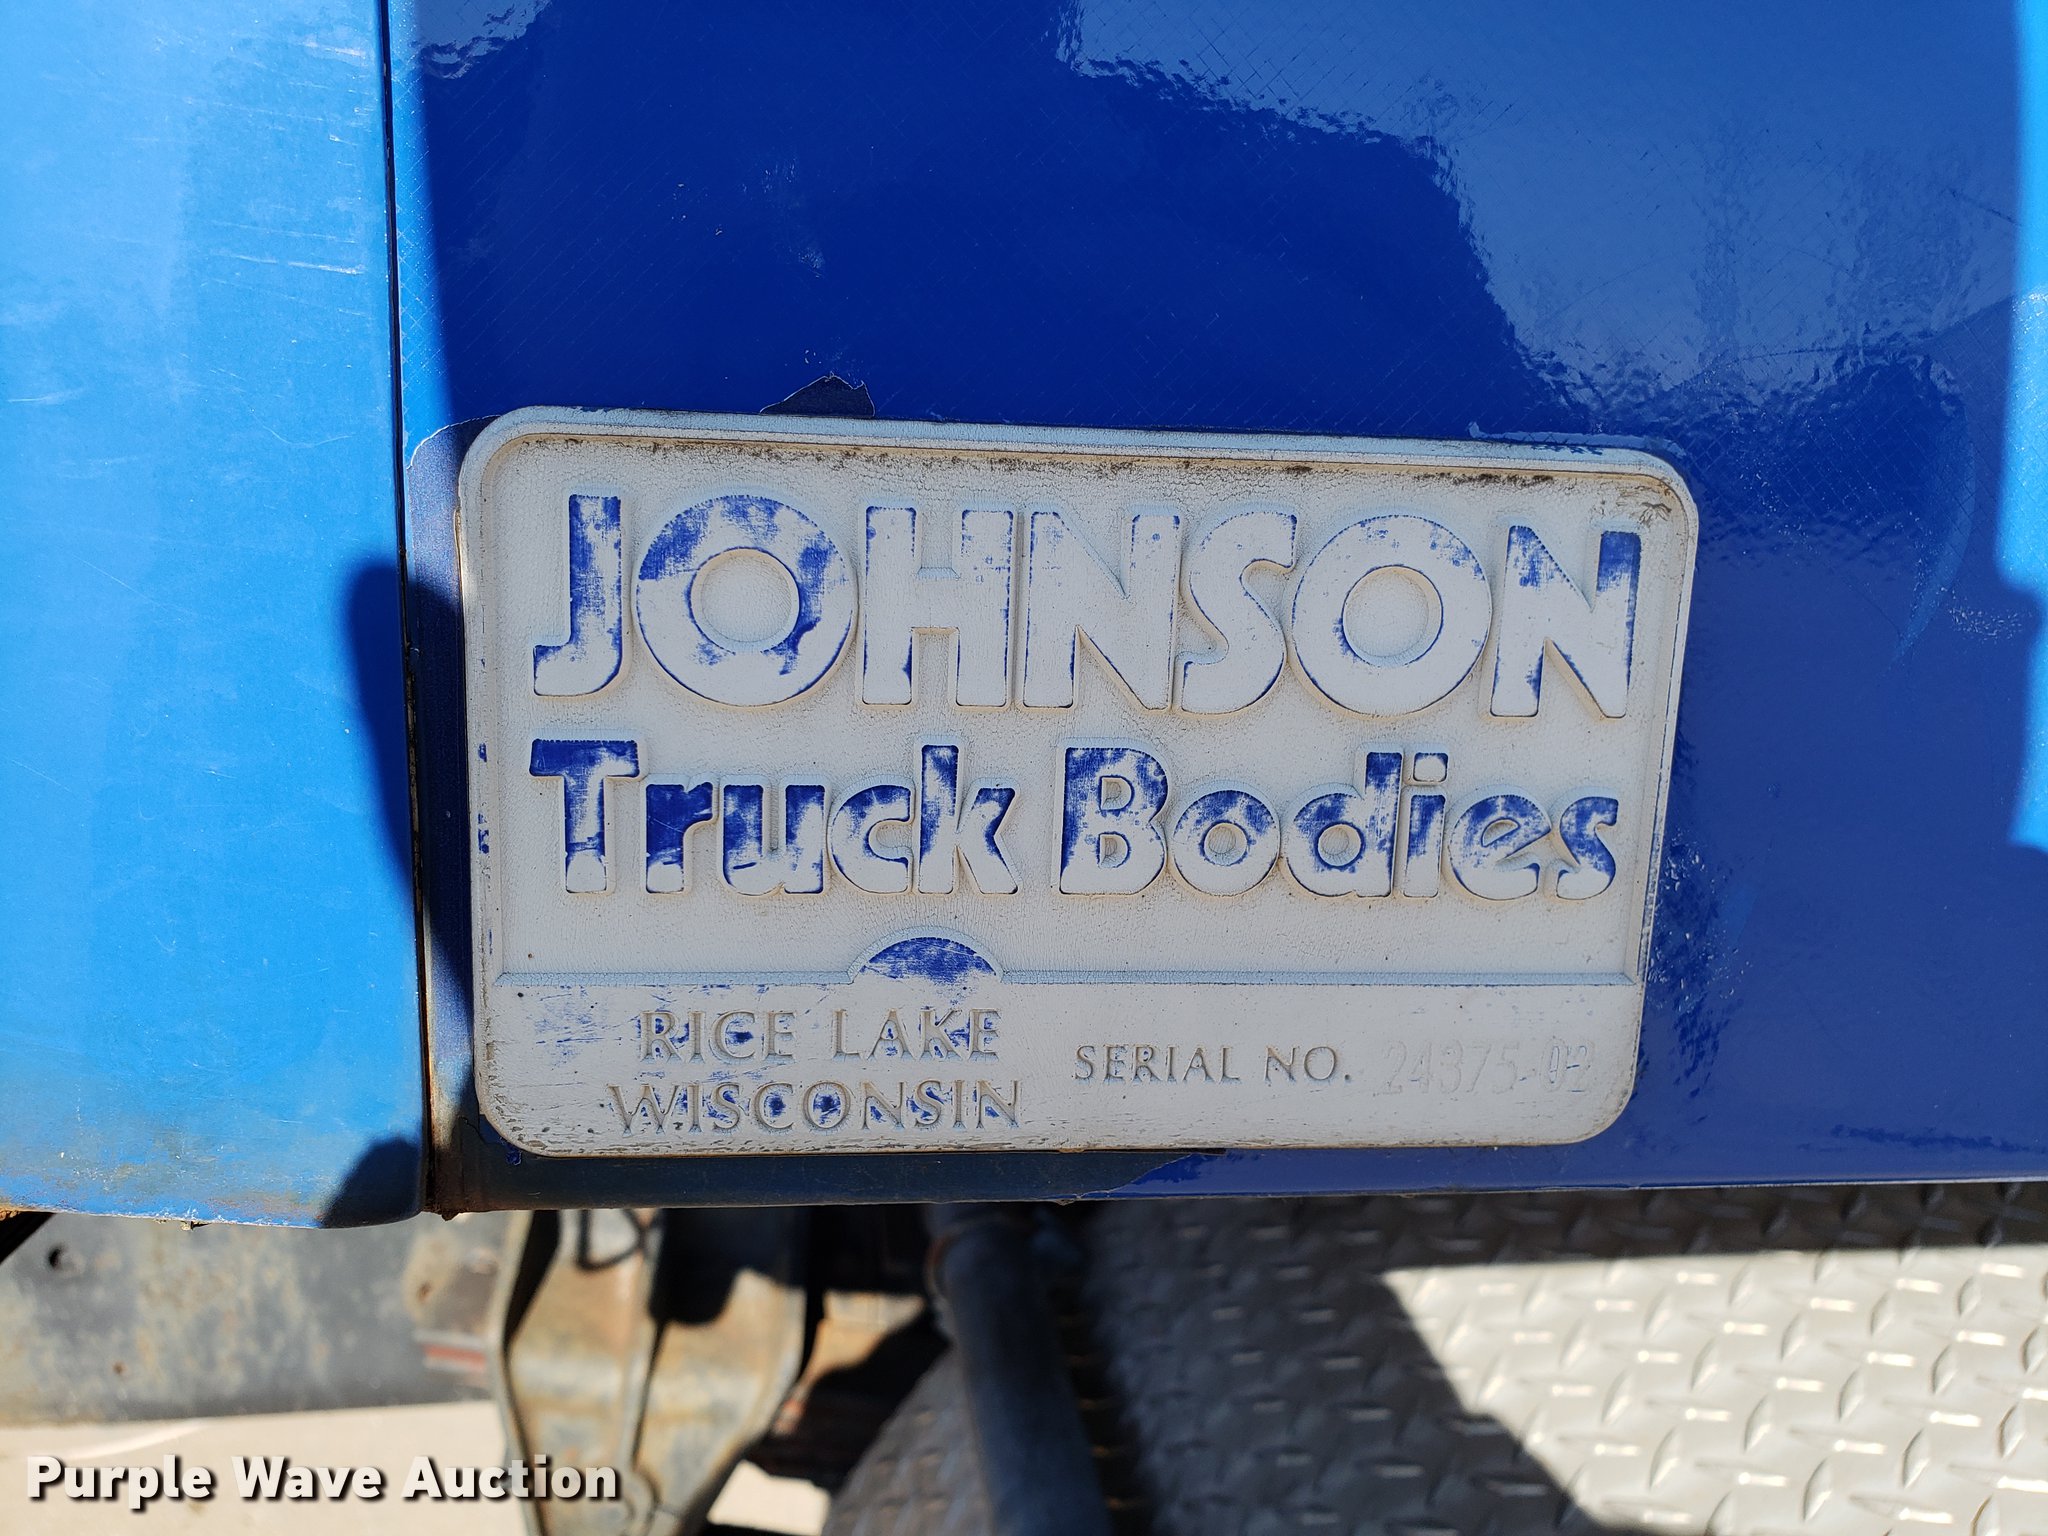 JOHNSON
Truck Bodies
RICE LAKE
WISCONSIN
SERIAL NO. 24375-02
Purple Wave Auction